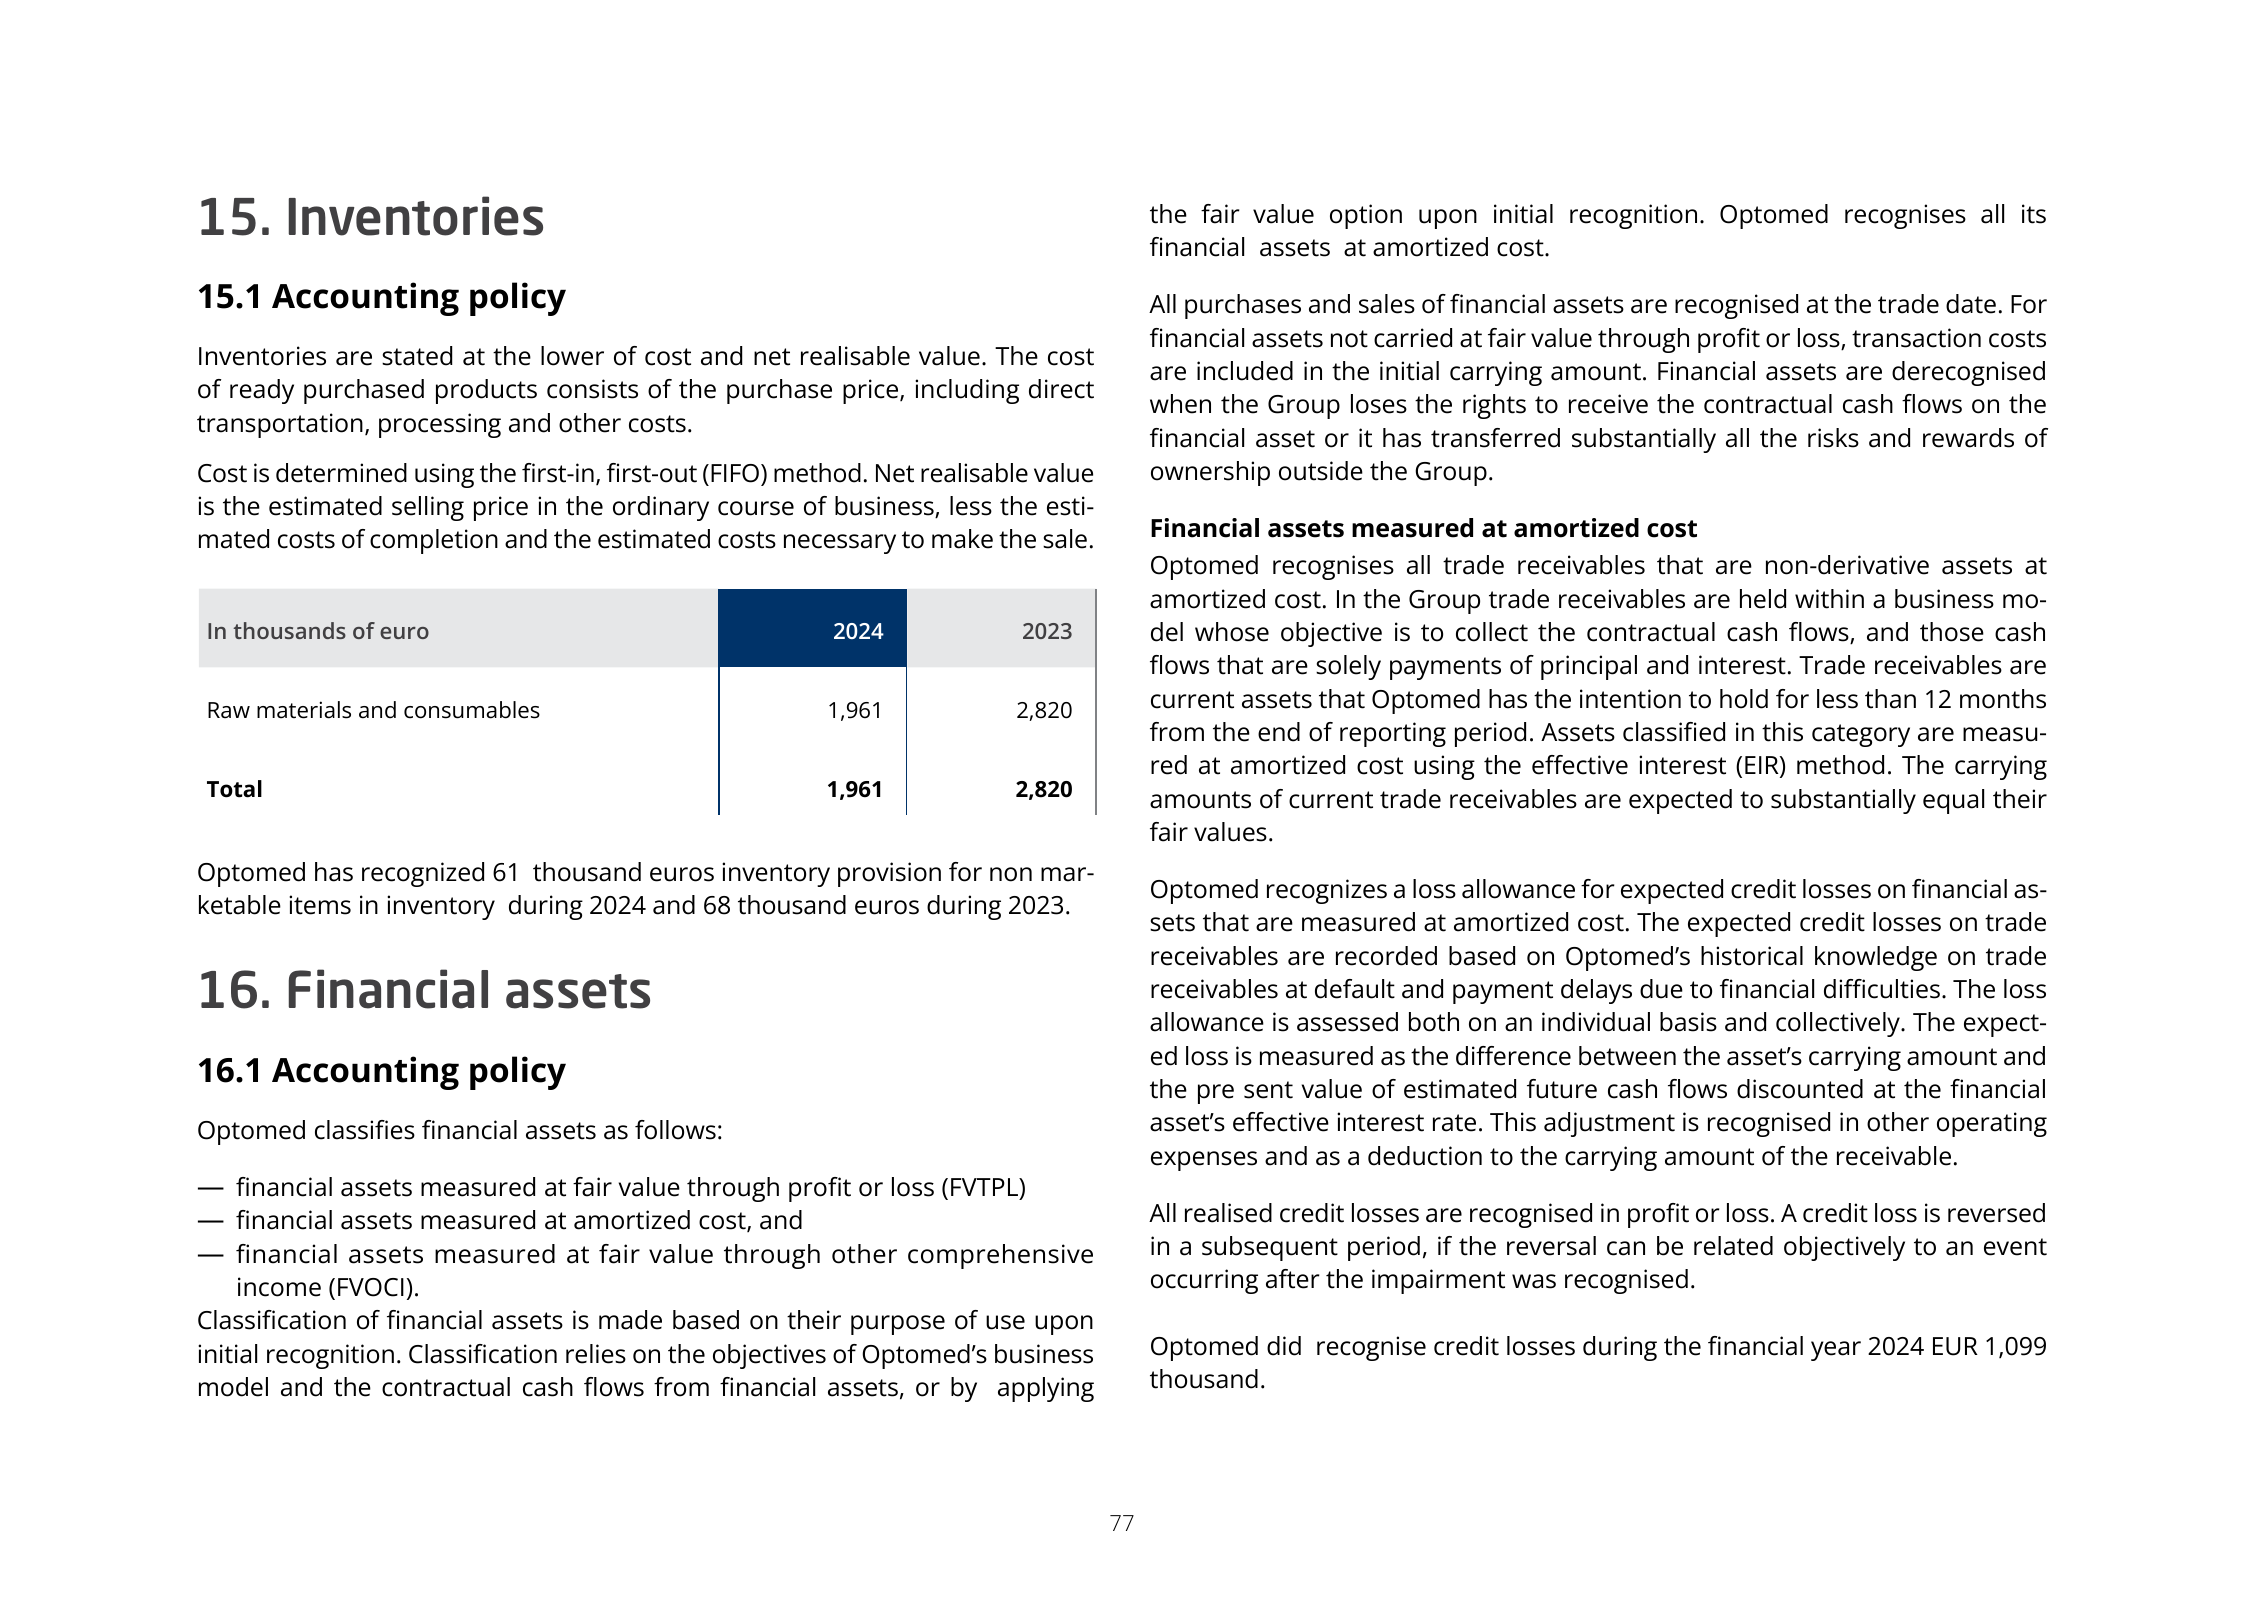 15. Inventories
15.1 Accounting policy
Inventories are stated at the lower of cost and net realisable value. The cost
of ready purchased products consists of the purchase price, including direct
transportation, processing and other costs.
Cost is determined using the first-in, first-out (FIFO) method. Net realisable value
is the estimated selling price in the ordinary course of business, less the esti-
mated costs of completion and the estimated costs necessary to make the sale.
In thousands of euro 2024 2023
Raw materials and consumables 1,961 2,820
Total 1,961 2,820
Optomed has recognized 61 thousand euros inventory provision for non mar-
ketable items in inventory during 2024 and 68 thousand euros during 2023.
16. Financial assets
16.1 Accounting policy
Optomed classifies financial assets as follows:
— financial assets measured at fair value through profit or loss (FVTPL)
— financial assets measured at amortized cost, and
— financial assets measured at fair value through other comprehensive
income (FVOCI).
Classification of financial assets is made based on their purpose of use upon
initial recognition. Classification relies on the objectives of Optomed's business
model and the contractual cash flows from financial assets, or by applying
the fair value option upon initial recognition. Optomed recognises all its
financial assets at amortized cost.
All purchases and sales of financial assets are recognised at the trade date. For
financial assets not carried at fair value through profit or loss, transaction costs
are included in the initial carrying amount. Financial assets are derecognised
when the Group loses the rights to receive the contractual cash flows on the
financial asset or it has transferred substantially all the risks and rewards of
ownership outside the Group.
Financial assets measured at amortized cost
Optomed recognises all trade receivables that are non-derivative assets at
amortized cost. In the Group trade receivables are held within a business mo-
del whose objective is to collect the contractual cash flows, and those cash
flows that are solely payments of principal and interest. Trade receivables are
current assets that Optomed has the intention to hold for less than 12 months
from the end of reporting period. Assets classified in this category are measu-
red at amortized cost using the effective interest (EIR) method. The carrying
amounts of current trade receivables are expected to substantially equal their
fair values.
Optomed recognizes a loss allowance for expected credit losses on financial as-
sets that are measured at amortized cost. The expected credit losses on trade
receivables are recorded based on Optomed's historical knowledge on trade
receivables at default and payment delays due to financial difficulties. The loss
allowance is assessed both on an individual basis and collectively. The expect-
ed loss is measured as the difference between the asset's carrying amount and
the pre sent value of estimated future cash flows discounted at the financial
asset's effective interest rate. This adjustment is recognised in other operating
expenses and as a deduction to the carrying amount of the receivable.
All realised credit losses are recognised in profit or loss. A credit loss is reversed
in a subsequent period, if the reversal can be related objectively to an event
occurring after the impairment was recognised.
Optomed did recognise credit losses during the financial year 2024 EUR 1,099
thousand.
77